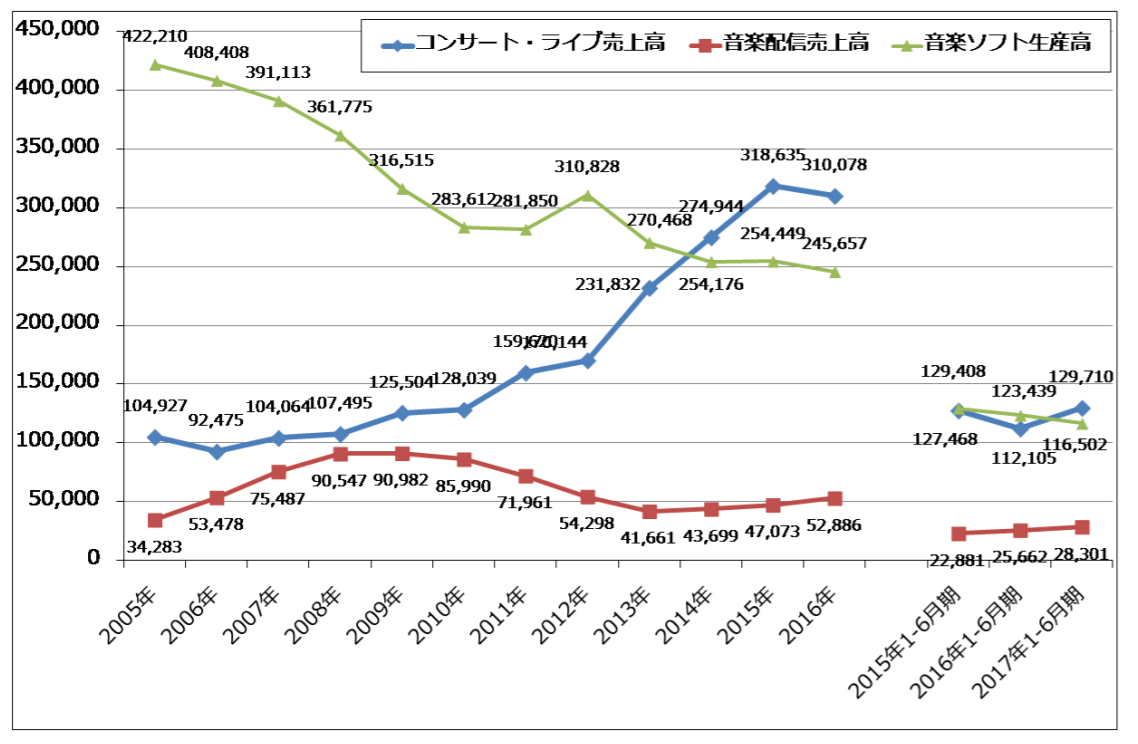 コンサート・ライブ売上高 音楽配信売上高 音楽ソフト生産高
450,000
400,000
350,000
300,000
250,000
200,000
150,000
100,000
50,000
0
422,210 408,408 391,113 361,775 316,515 283,612 281,850 310,828 270,468 254,176 254,449 245,657
104,927 92,475 104,064 107,495 125,504 128,039 159,620 170,144 231,832 274,944 318,635 310,078
34,283 53,478 75,487 90,547 90,982 85,990 71,961 54,298 41,661 43,699 47,073 52,886
129,408 123,439 116,502
127,468 112,105 129,710
22,881 25,662 28,301
2005年 2006年 2007年 2008年 2009年 2010年 2011年 2012年 2013年 2014年 2015年 2016年 2015年1-6月期 2016年1-6月期 2017年1-6月期